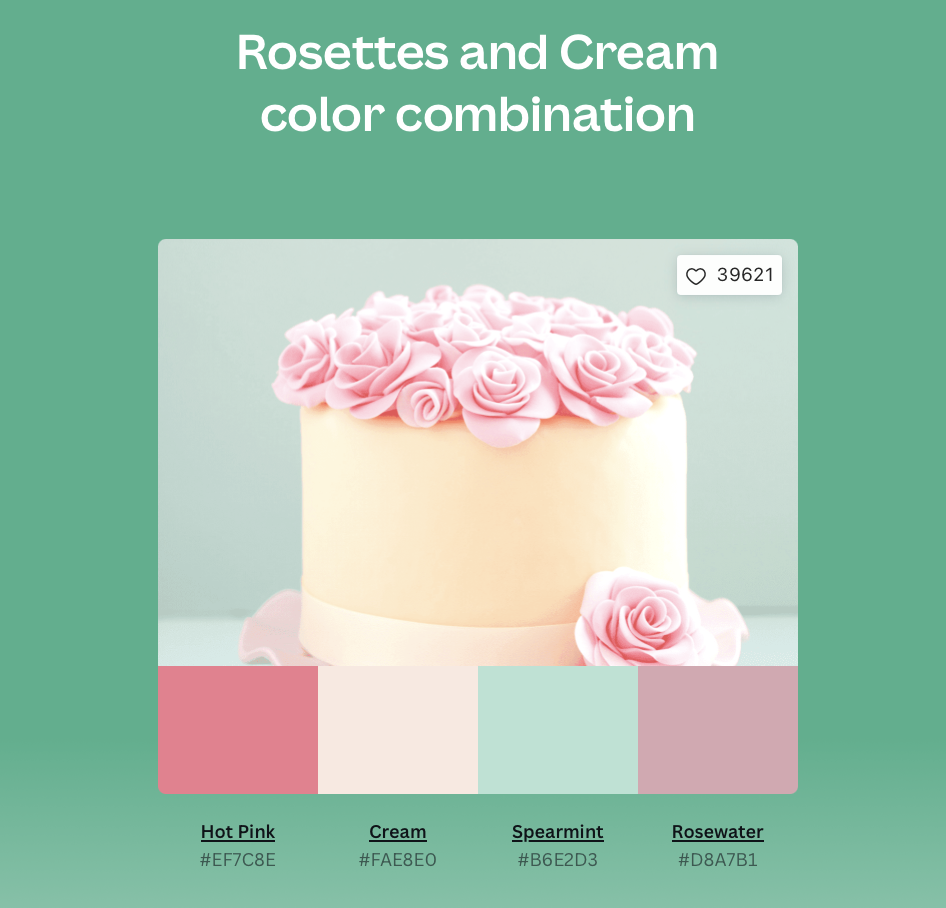 Rosettes and Cream
color combination
39621
Hot Pink
#EF7C8E
Cream
#FAE8E0
Spearmint
#B6E2D3
Rosewater
#D8A7B1